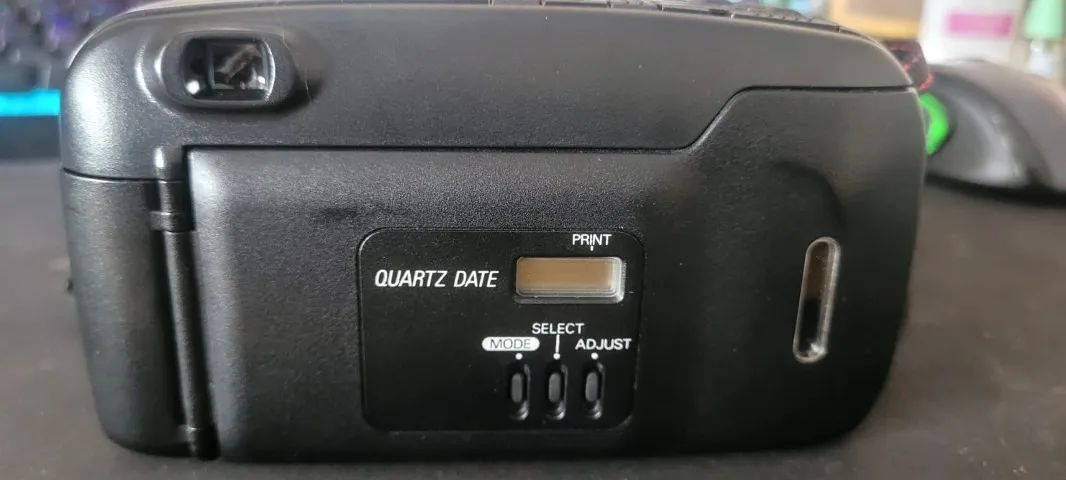 PRINT
QUARTZ DATE
SELECT
MODE ADJUST